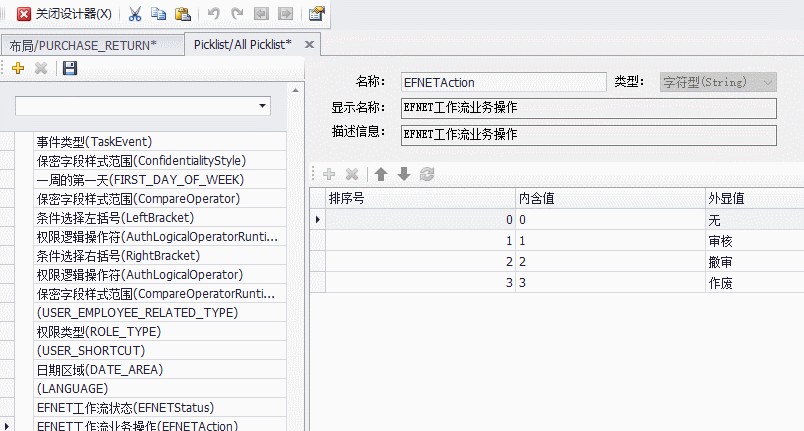 关闭设计器(X)
布局/PURCHASE_RETURN*
Picklist/All Picklist*
事件类型(TaskEvent)
保密字段样式范围(ConfidentialityStyle)
一周的第一天(FIRST_DAY_OF_WEEK)
保密字段样式范围(CompareOperator)
条件选择左括号(LeftBracket)
权限逻辑操作符(AuthLogicalOperatorRunti...
条件选择右括号(RightBracket)
权限逻辑操作符(AuthLogicalOperator)
保密字段样式范围(CompareOperatorRunti...
(USER_EMPLOYEE_RELATED_TYPE)
权限类型(ROLE_TYPE)
(USER_SHORTCUT)
日期区域(DATE_AREA)
(LANGUAGE)
EFNET工作流状态(EFNETStatus)
EFNET工作流业务操作(EFNETAction)
名称: EFNETAction 类型: 字符型(String)
显示名称: EFNET工作流业务操作
描述信息: EFNET工作流业务操作
排序号 内含值 外显值
0 0 无
1 1 审核
2 2 撤审
3 3 作废